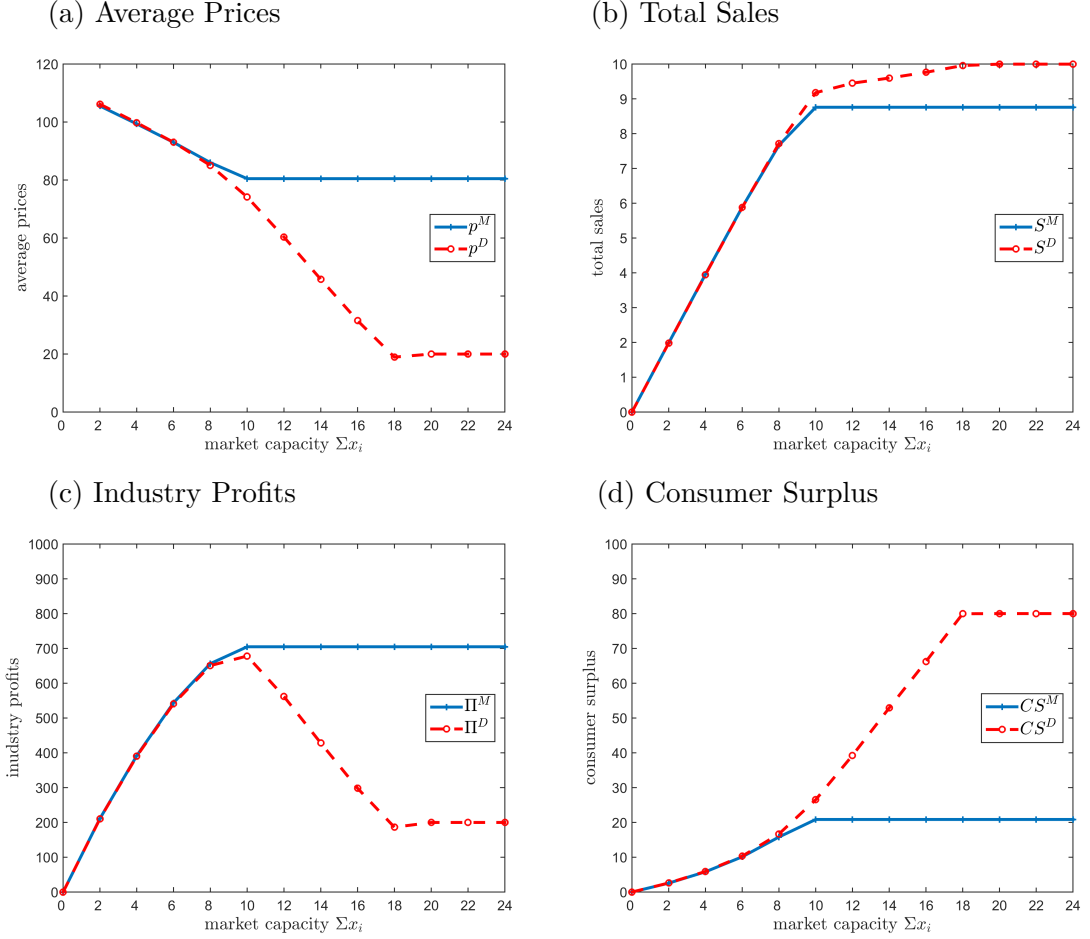 (a) Average Prices
120
100
80
60
40
20
0
average prices
p^M
p^D
0 2 4 6 8 10 12 14 16 18 20 22 24
market capacity Σx_i
(b) Total Sales
10
9
8
7
6
5
4
3
2
1
0
total sales
S^M
S^D
0 2 4 6 8 10 12 14 16 18 20 22 24
market capacity Σx_i
(c) Industry Profits
1000
900
800
700
600
500
400
300
200
100
0
inudstry profits
Π^M
Π^D
0 2 4 6 8 10 12 14 16 18 20 22 24
market capacity Σx_i
(d) Consumer Surplus
100
90
80
70
60
50
40
30
20
10
0
consumer surplus
CS^M
CS^D
0 2 4 6 8 10 12 14 16 18 20 22 24
market capacity Σx_i